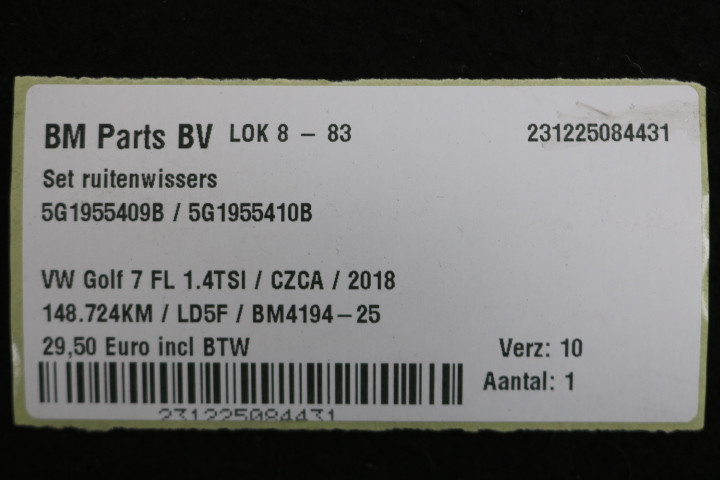 BM Parts BV LOK 8 - 83 231225084431
Set ruitenwissers
5G1955409B / 5G1955410B
VW Golf 7 FL 1.4TSI / CZCA / 2018
148.724KM / LD5F / BM4194-25
29,50 Euro incl BTW Verz: 10
Aantal: 1
231225084431